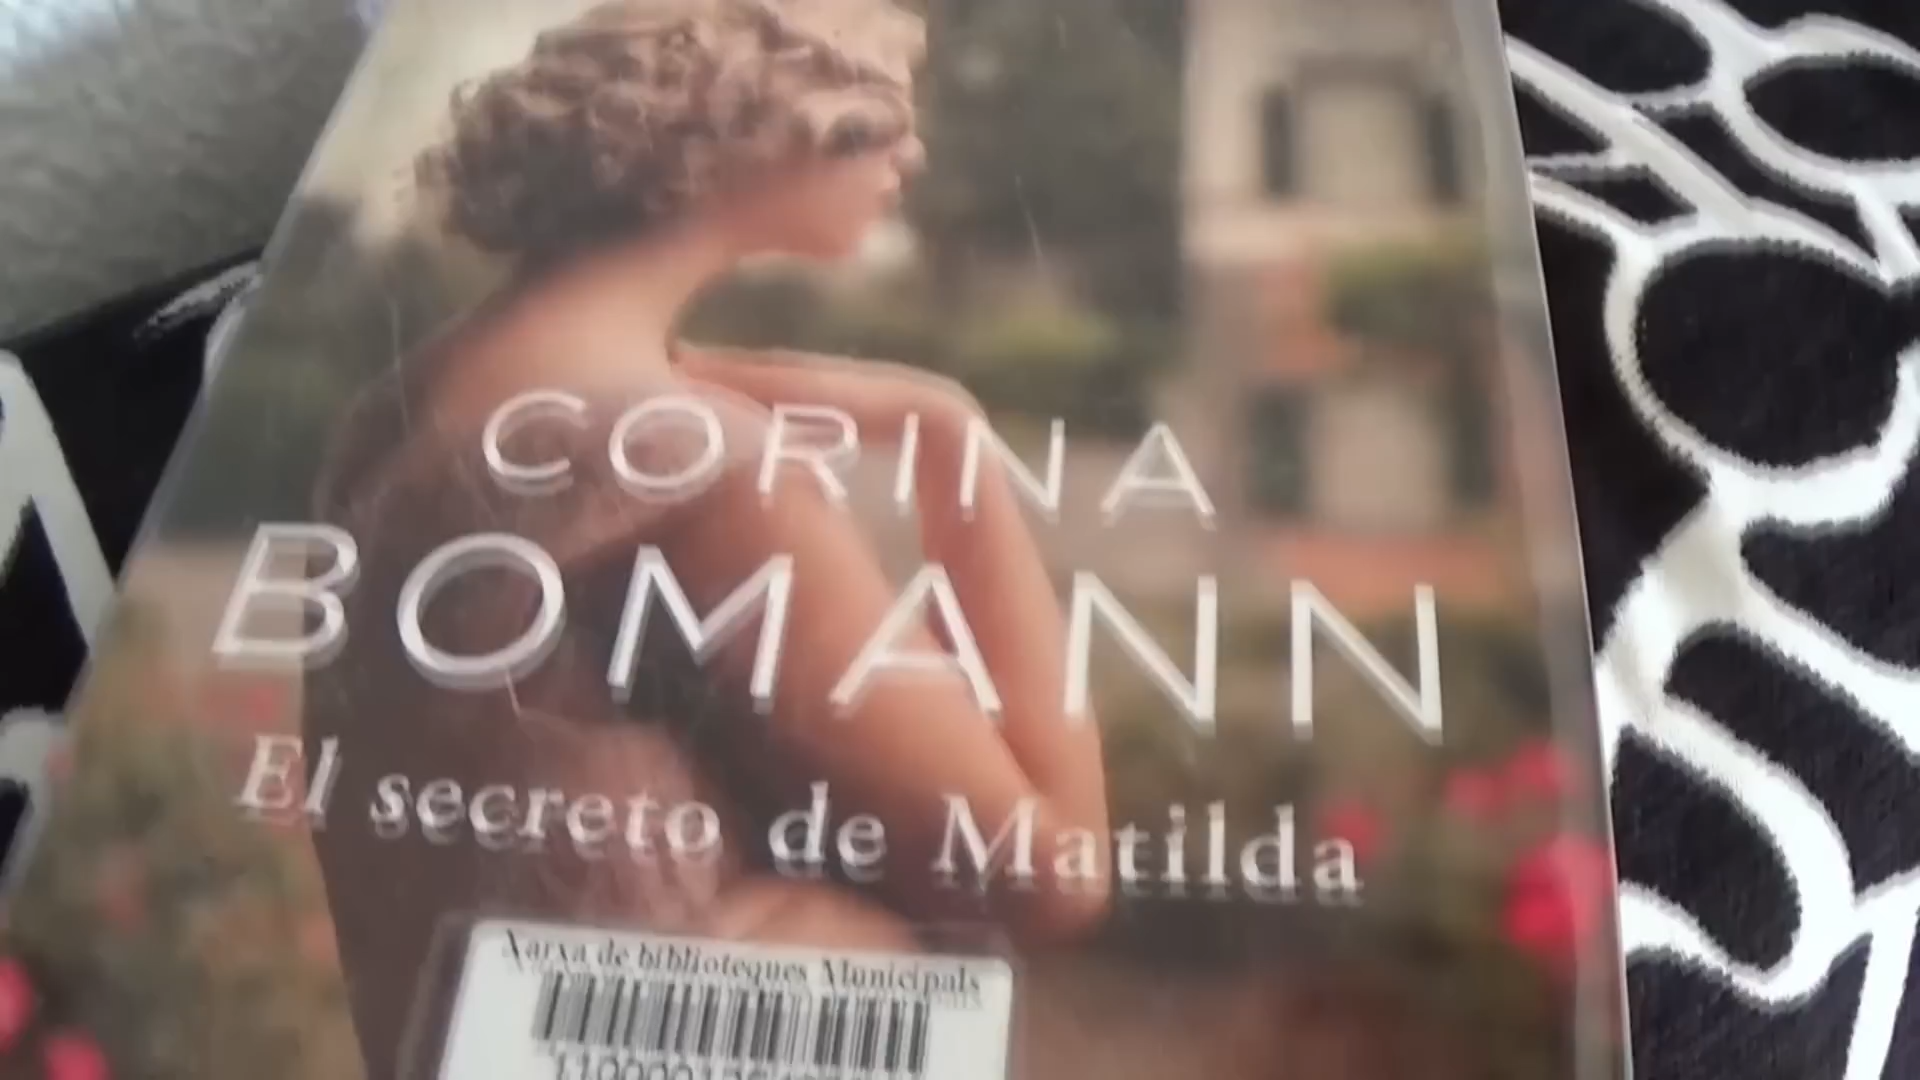 CORINA
BOMANN
El secreto de Matilda
Xarxa de biblioteques Municipals